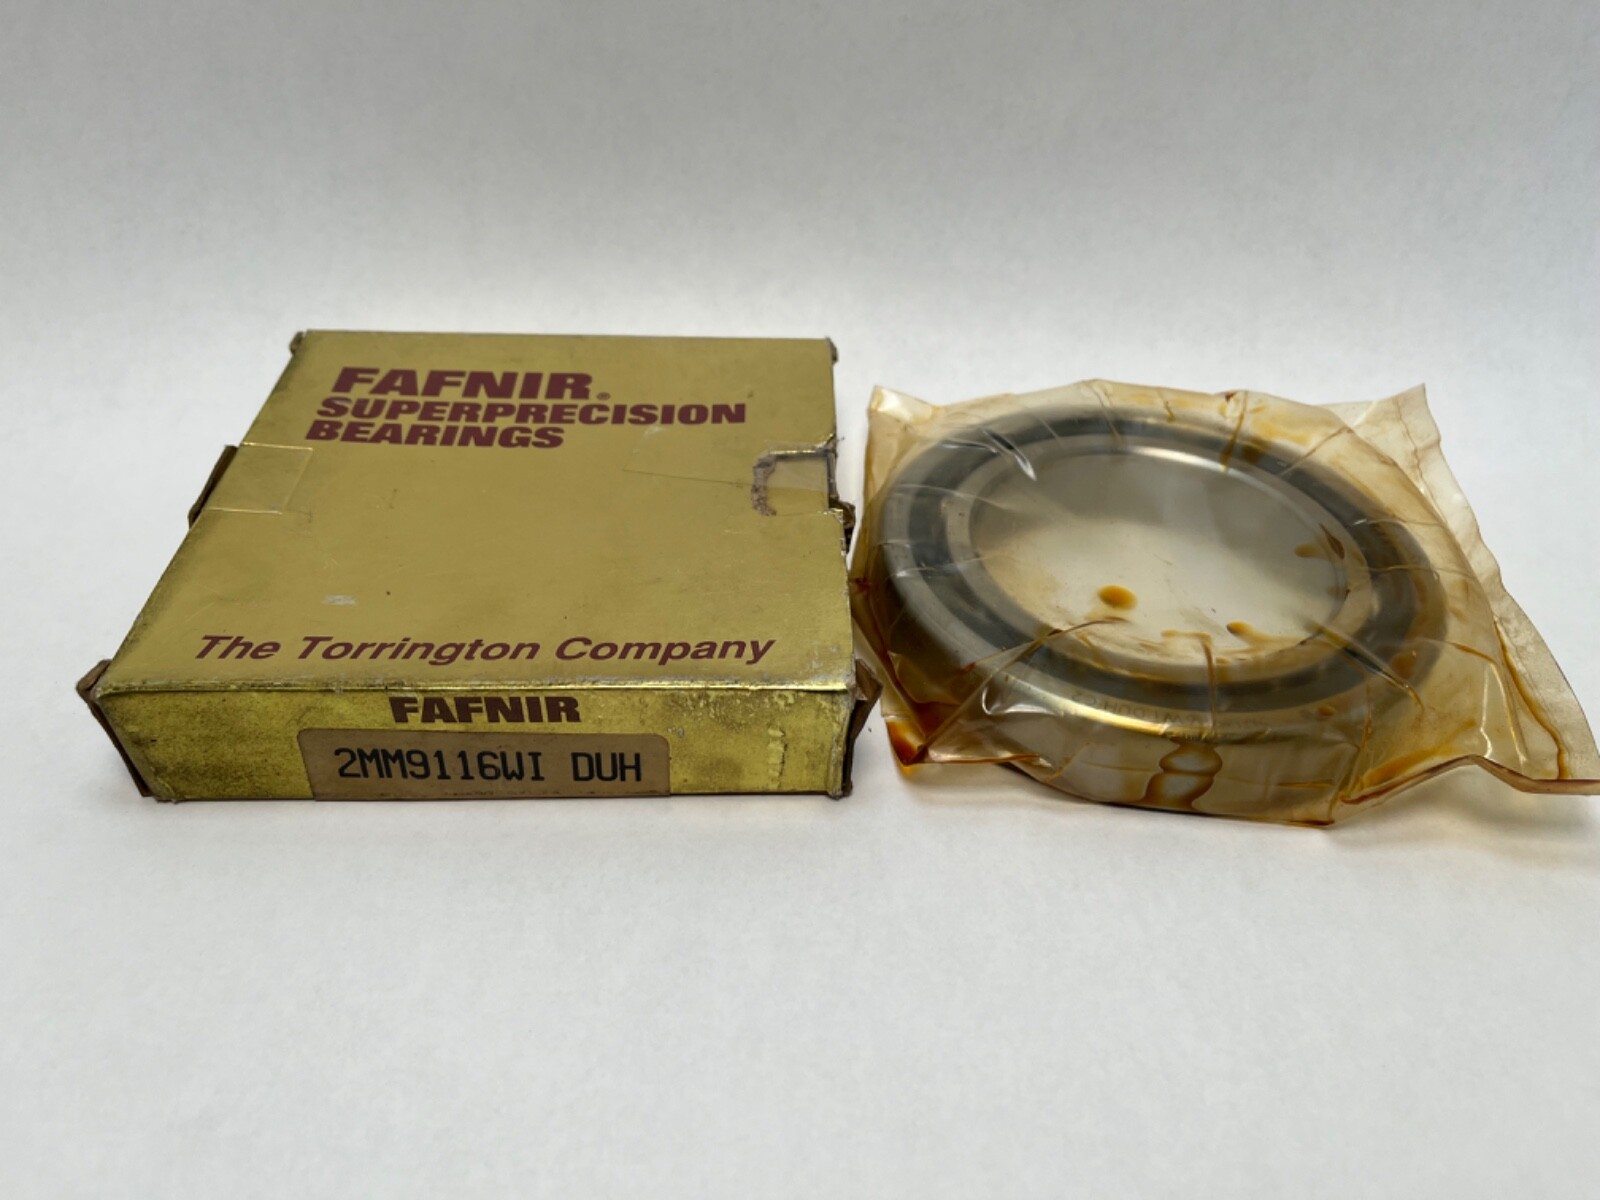 FAFNIR®
SUPERPRECISION
BEARINGS
The Torrington Company
FAFNIR
2MM9116WI DUH